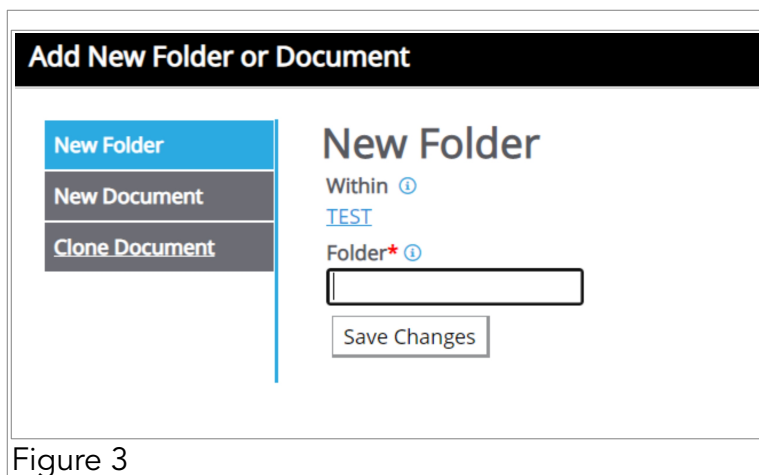 Add New Folder or Document
New Folder
New Document
Clone Document
New Folder
Within
TEST
Folder*
Save Changes
Figure 3